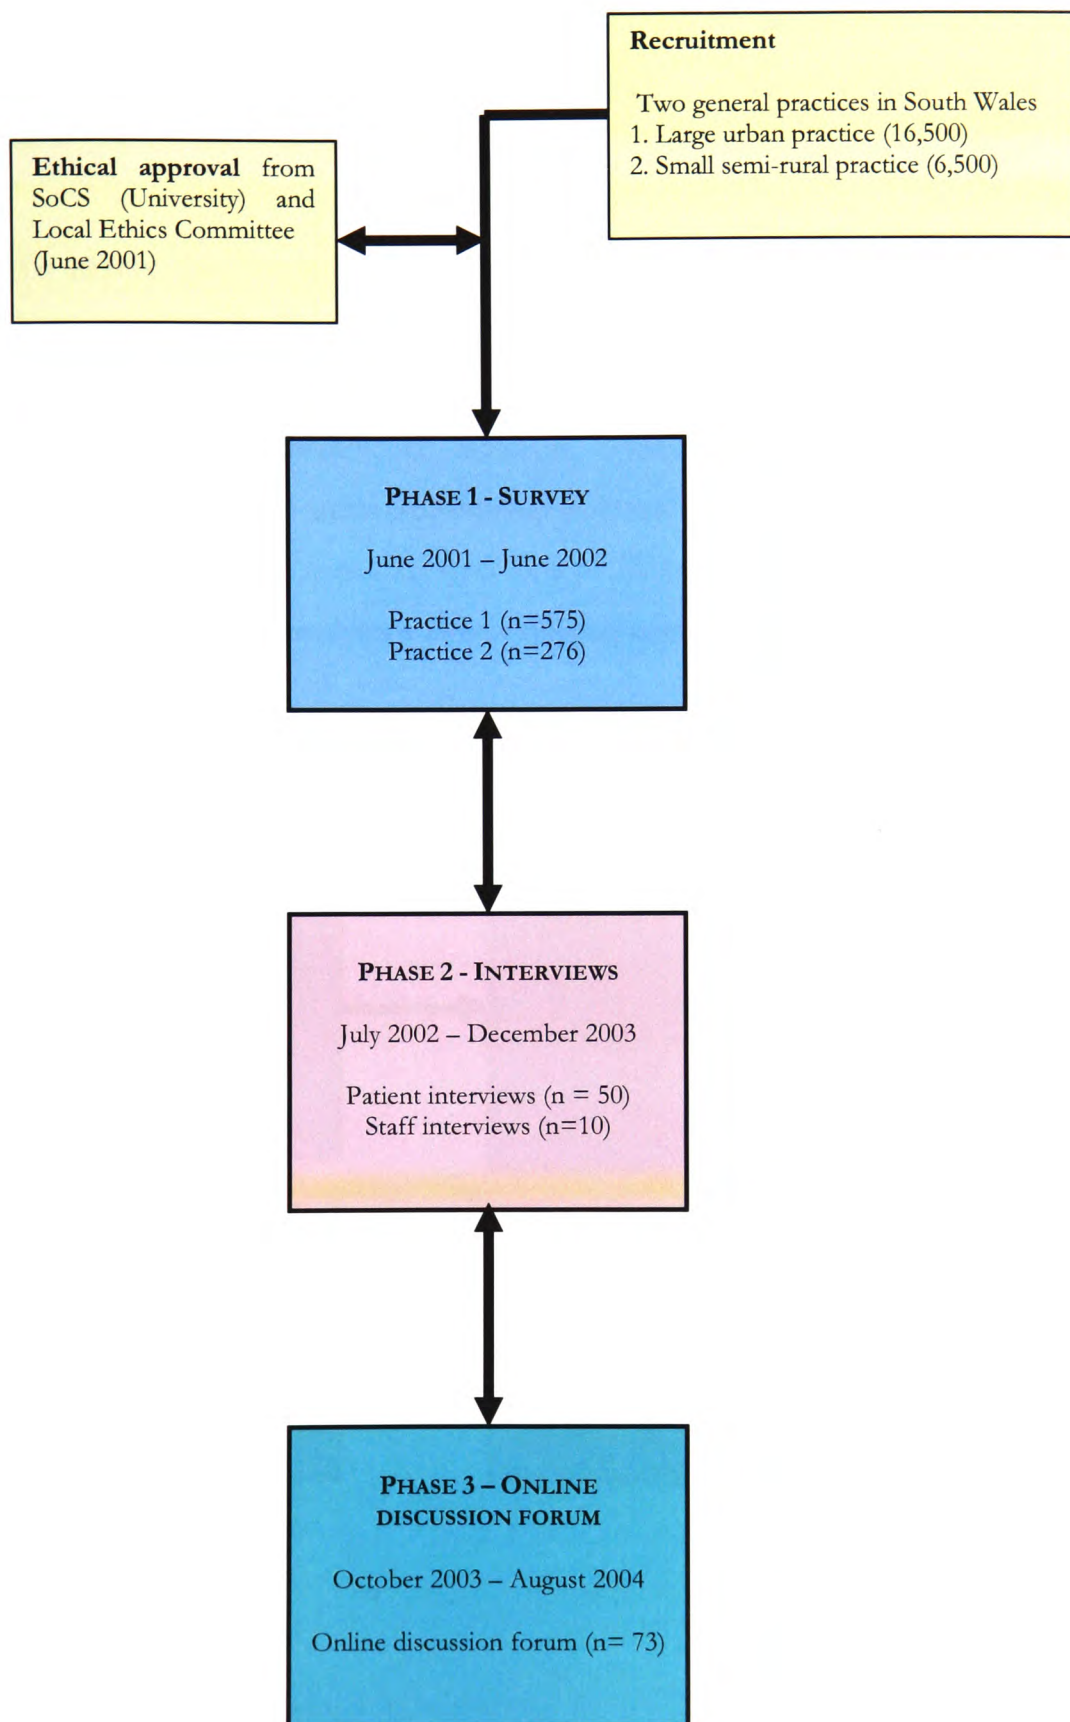 Recruitment
Two general practices in South Wales
1. Large urban practice (16,500)
2. Small semi-rural practice (6,500)
Ethical approval from
SoCS (University) and
Local Ethics Committee
(June 2001)
PHASE 1 - SURVEY
June 2001 – June 2002
Practice 1 (n=575)
Practice 2 (n=276)
PHASE 2 - INTERVIEWS
July 2002 – December 2003
Patient interviews (n = 50)
Staff interviews (n=10)
PHASE 3 – ONLINE
DISCUSSION FORUM
October 2003 – August 2004
Online discussion forum (n= 73)